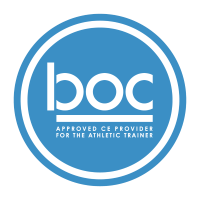 boc
APPROVED CE PROVIDER
FOR THE ATHLETIC TRAINER